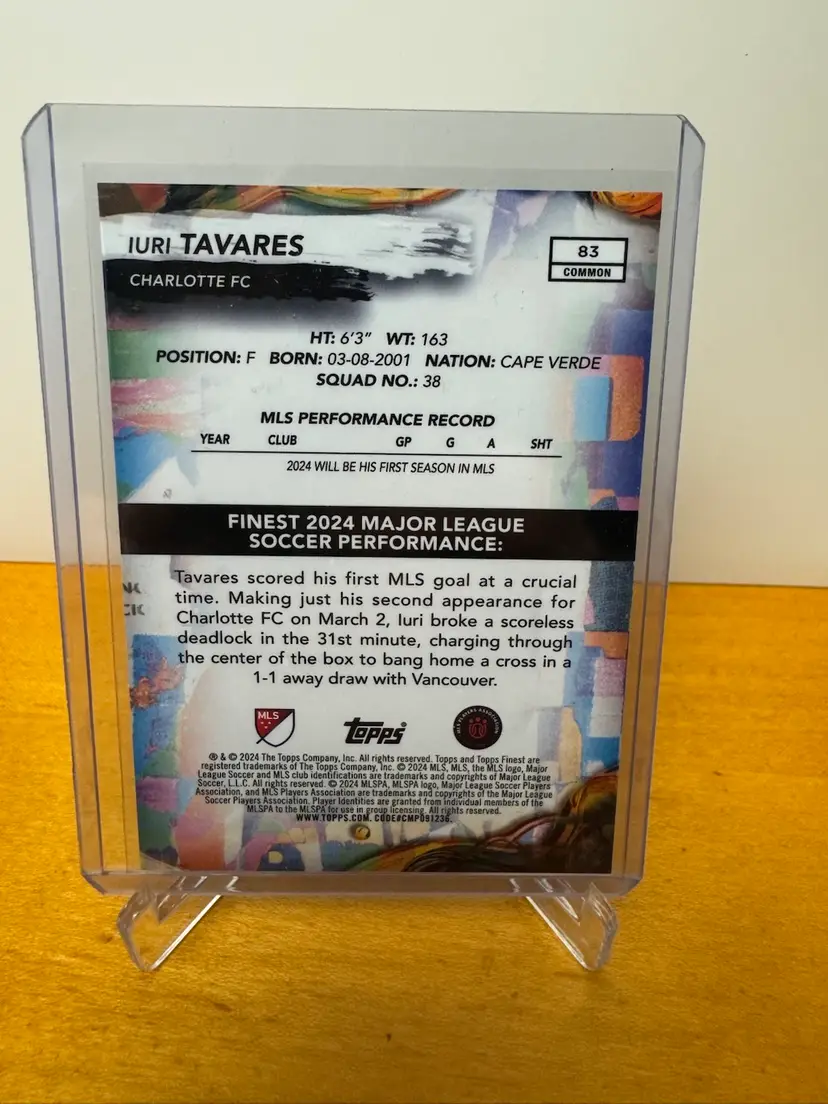 IURI TAVARES
CHARLOTTE FC
83
COMMON
HT: 6'3" WT: 163
POSITION: F BORN: 03-08-2001 NATION: CAPE VERDE
SQUAD NO.: 38
MLS PERFORMANCE RECORD
YEAR CLUB GP G A SHT
2024 WILL BE HIS FIRST SEASON IN MLS
FINEST 2024 MAJOR LEAGUE
SOCCER PERFORMANCE:
Tavares scored his first MLS goal at a crucial
time. Making just his second appearance for
Charlotte FC on March 2, Iuri broke a scoreless
deadlock in the 31st minute, charging through
the center of the box to bang home a cross in a
1-1 away draw with Vancouver.
MLS
topps
MLS PLAYERS ASSOCIATION
® & © 2024 The Topps Company, Inc. All rights reserved. Topps and Topps Finest are
registered trademarks of The Topps Company, Inc. © 2024 MLS, MLS, the MLS logo, Major
League Soccer and MLS club identifications are trademarks and copyrights of Major League
Soccer, L.L.C. All rights reserved. © 2024 MLSPA, MLSPA logo, Major League Soccer Players
Association, and MLS Players Association are trademarks and copyrights of the Major League
Soccer Players Association. Player Identities are granted from individual members of the
MLSPA to the MLSPA for use in group licensing. All rights reserved.
WWW.TOPPS.COM. CODE#CMP091236.